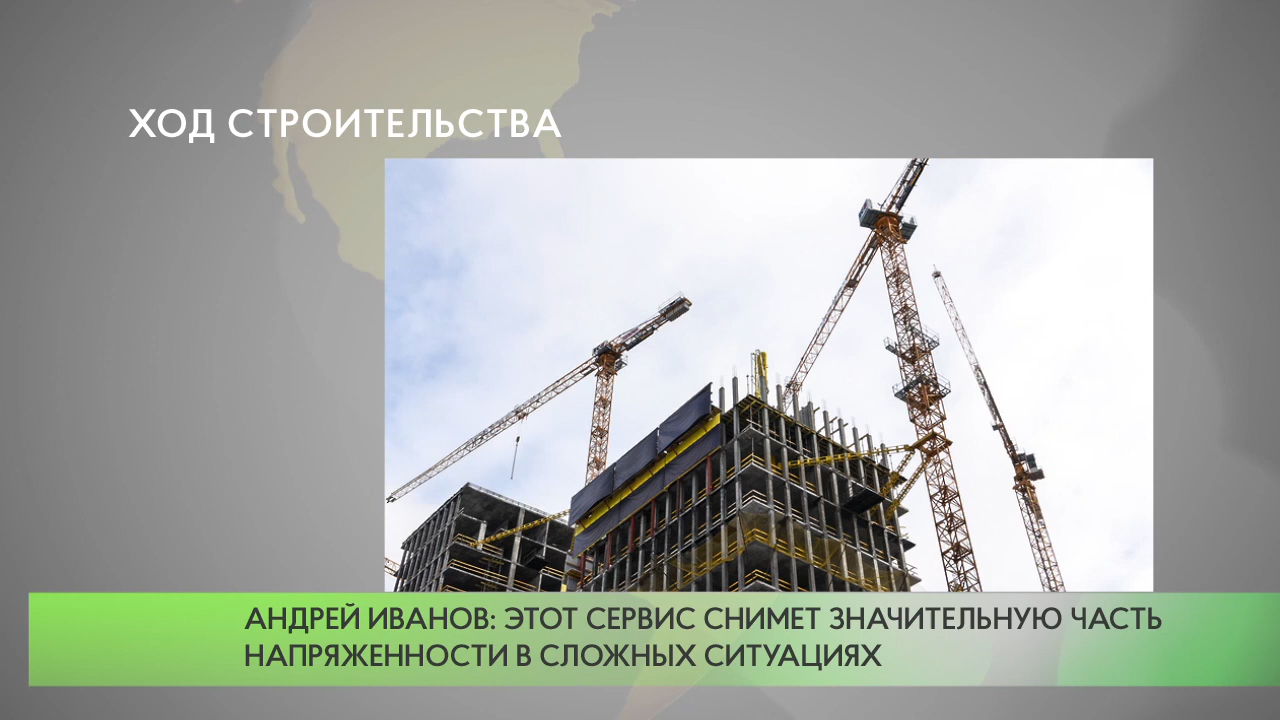 ХОД СТРОИТЕЛЬСТВА
АНДРЕЙ ИВАНОВ: ЭТОТ СЕРВИС СНИМЕТ ЗНАЧИТЕЛЬНУЮ ЧАСТЬ
НАПРЯЖЕННОСТИ В СЛОЖНЫХ СИТУАЦИЯХ